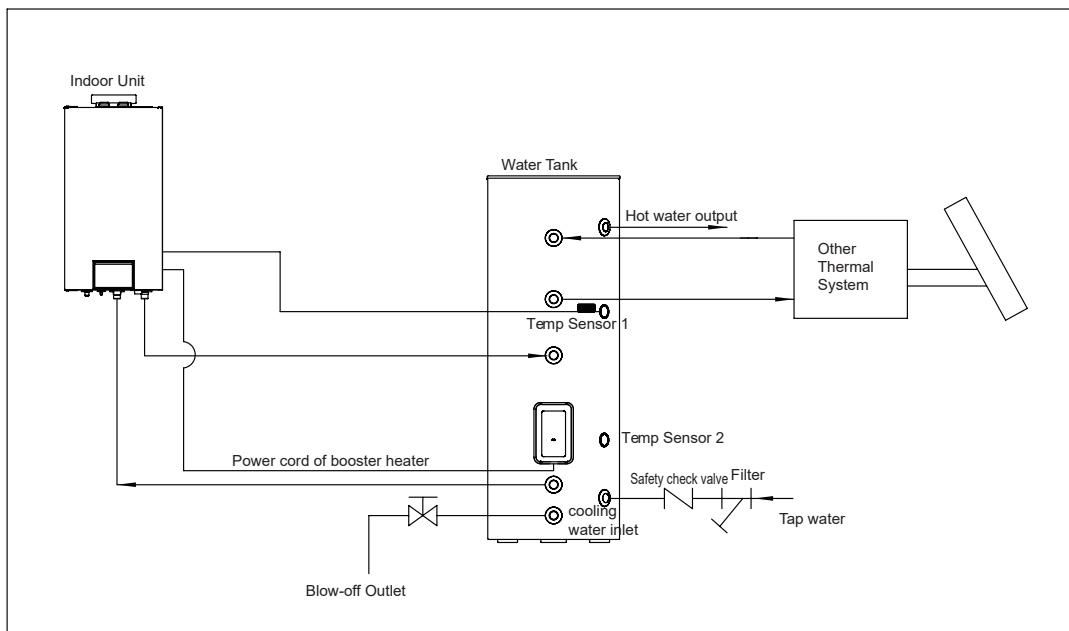 Indoor Unit
Water Tank
Hot water output
Other
Thermal
System
Temp Sensor 1
Temp Sensor 2
Power cord of booster heater
Safety check valve
Filter
cooling
water inlet
Tap water
Blow-off Outlet